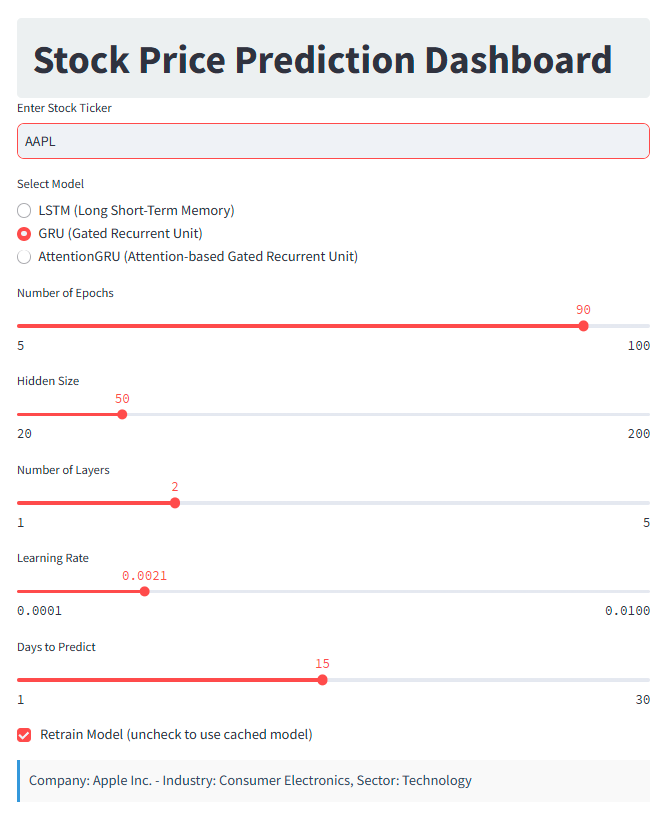 Stock Price Prediction Dashboard
Enter Stock Ticker
AAPL
Select Model
LSTM (Long Short-Term Memory)
GRU (Gated Recurrent Unit)
AttentionGRU (Attention-based Gated Recurrent Unit)
Number of Epochs
90
5 100
Hidden Size
50
20 200
Number of Layers
2
1 5
Learning Rate
0.0021
0.0001 0.0100
Days to Predict
15
1 30
Retrain Model (uncheck to use cached model)
Company: Apple Inc. - Industry: Consumer Electronics, Sector: Technology